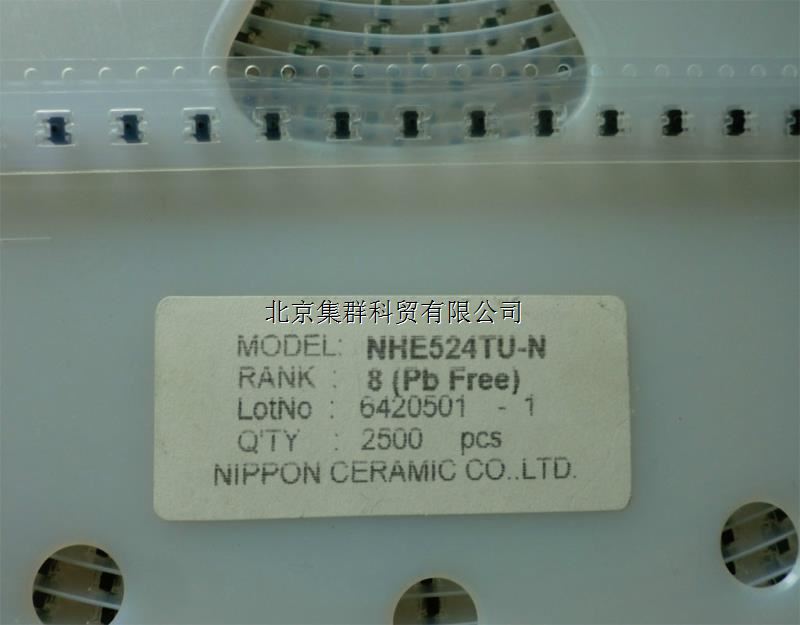 北京集群科贸有限公司
MODEL: NHE524TU-N
RANK : 8 (Pb Free)
LotNo : 6420501 - 1
Q'TY : 2500 pcs
NIPPON CERAMIC CO.,LTD.